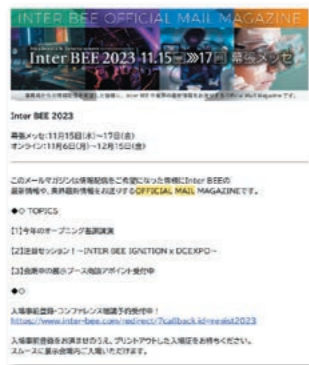 INTER BEE OFFICIAL MAIL MAGAZINE
Inter BEE 2023 11.15 水 17 金 幕張メッセ
Inter BEE 2023
幕張メッセ:11月15日(水)~17日(金)
オンライン:11月6日(月)~12月15日(金)
このメールマガジンは情報配信をご希望になった皆様にInter BEEの
最新情報や、業界最新情報をお送りするOFFICIAL MAIL MAGAZINEです。
◆◇ TOPICS
【1】今年のオープニング基調講演
【2】注目セッション!~INTER BEE IGNITION x DCEXPO~
【3】会期中の展示ブース商談アポイント受付中
◆◇
入場事前登録・コンファレンス聴講予約受付中!
https://www.inter-bee.com/redirect/?callback_id=regist2023
入場事前登録をお済ませのうえ、プリントアウトした入場証をお持ちください。
スムーズに展示会場内ご入場いただけます。